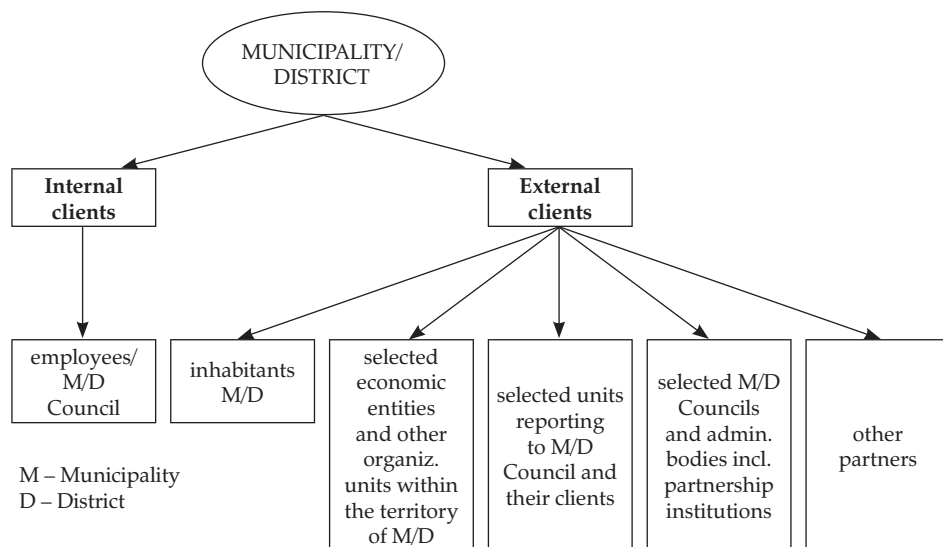 MUNICIPALITY/
DISTRICT
Internal
clients
External
clients
employees/
M/D
Council
inhabitants
M/D
selected
economic
entities
and other
organiz.
units within
the territory
of M/D
selected units
reporting
to M/D
Council and
their clients
selected M/D
Councils
and admin.
bodies incl.
partnership
institutions
other
partners
M – Municipality
D – District